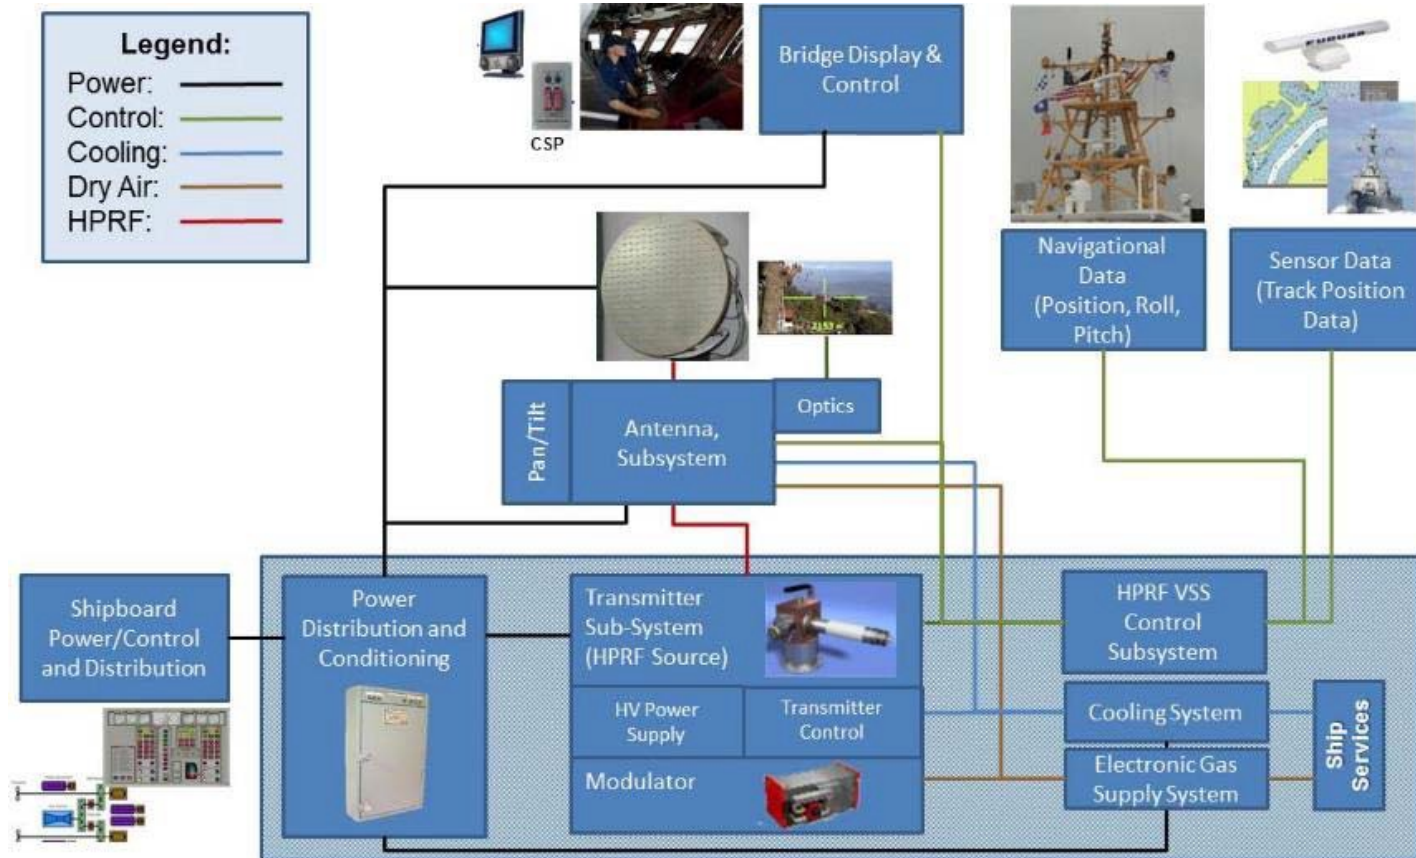 Legend:
Power:
Control:
Cooling:
Dry Air:
HPRF:
CSP
Bridge Display &
Control
FURUNO
Navigational
Data
(Position, Roll,
Pitch)
Sensor Data
(Track Position
Data)
Pan/Tilt
Antenna,
Subsystem
Optics
Shipboard
Power/Control
and Distribution
Power
Distribution and
Conditioning
Transmitter
Sub-System
(HPRF Source)
HV Power
Supply
Transmitter
Control
Modulator
HPRF VSS
Control
Subsystem
Cooling System
Electronic Gas
Supply System
Ship
Services